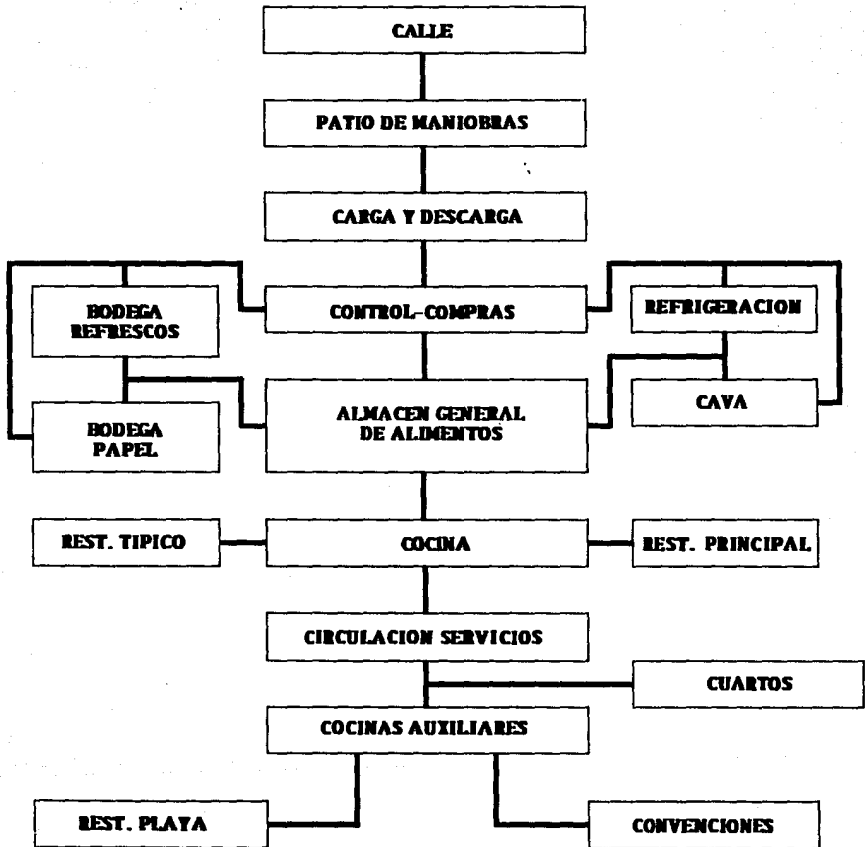 CALLE
PATIO DE MANIOBRAS
CARGA Y DESCARGA
BODEGA
REFRESCOS
CONTROL-COMPRAS
REFRIGERACION
BODEGA
PAPEL
ALMACEN GENERAL
DE ALIMENTOS
CAVA
REST. TIPICO
COCINA
REST. PRINCIPAL
CIRCULACION SERVICIOS
CUARTOS
COCINAS AUXILIARES
REST. PLAYA
CONVENCIONES